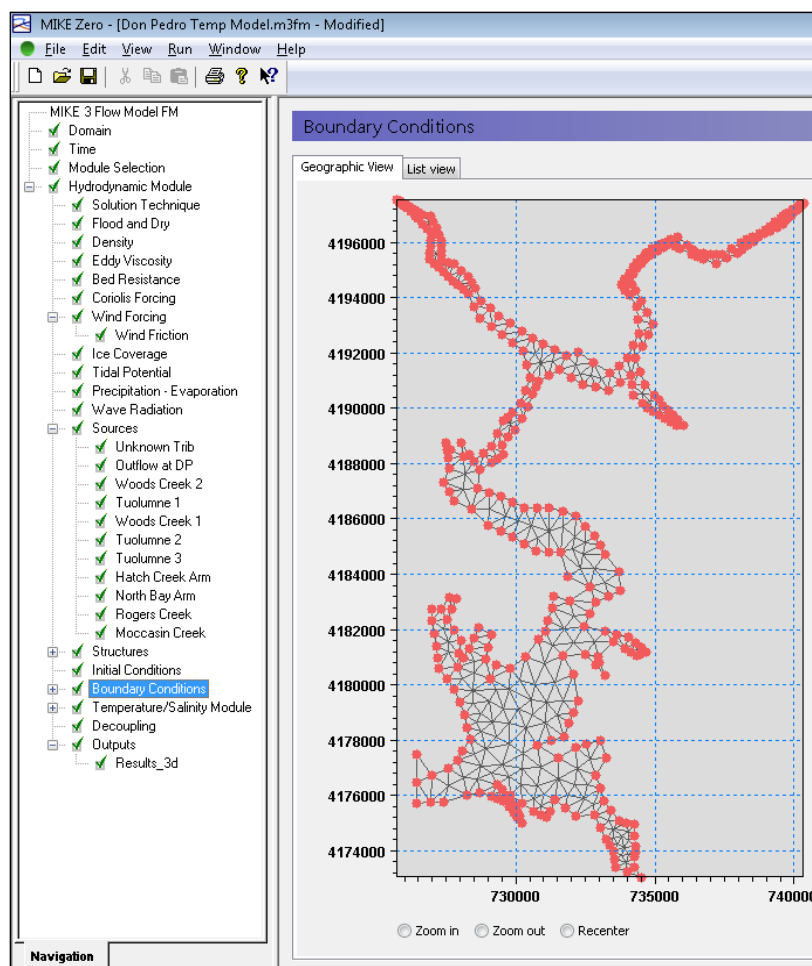 MIKE Zero - [Don Pedro Temp Model.m3fm - Modified]
File Edit View Run Window Help
MIKE 3 Flow Model FM
Domain
Time
Module Selection
Hydrodynamic Module
Solution Technique
Flood and Dry
Density
Eddy Viscosity
Bed Resistance
Coriolis Forcing
Wind Forcing
Wind Friction
Ice Coverage
Tidal Potential
Precipitation - Evaporation
Wave Radiation
Sources
Unknown Trib
Outflow at DP
Woods Creek 2
Tuolumne 1
Woods Creek 1
Tuolumne 2
Tuolumne 3
Hatch Creek Arm
North Bay Arm
Rogers Creek
Moccasin Creek
Structures
Initial Conditions
Boundary Conditions
Temperature/Salinity Module
Decoupling
Outputs
Results_3d
Navigation
Boundary Conditions
Geographic View List view
4196000
4194000
4192000
4190000
4188000
4186000
4184000
4182000
4180000
4178000
4176000
4174000
730000 735000 740000
Zoom in Zoom out Recenter